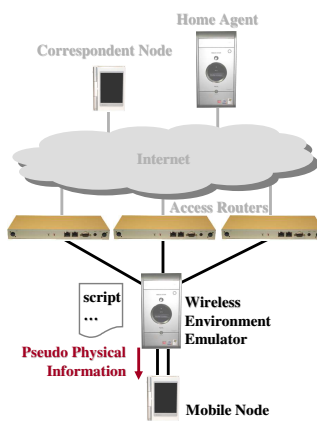 Home Agent
Correspondent Node
Internet
Access Routers
script
...
Wireless
Environment
Emulator
Pseudo Physical
Information
Mobile Node